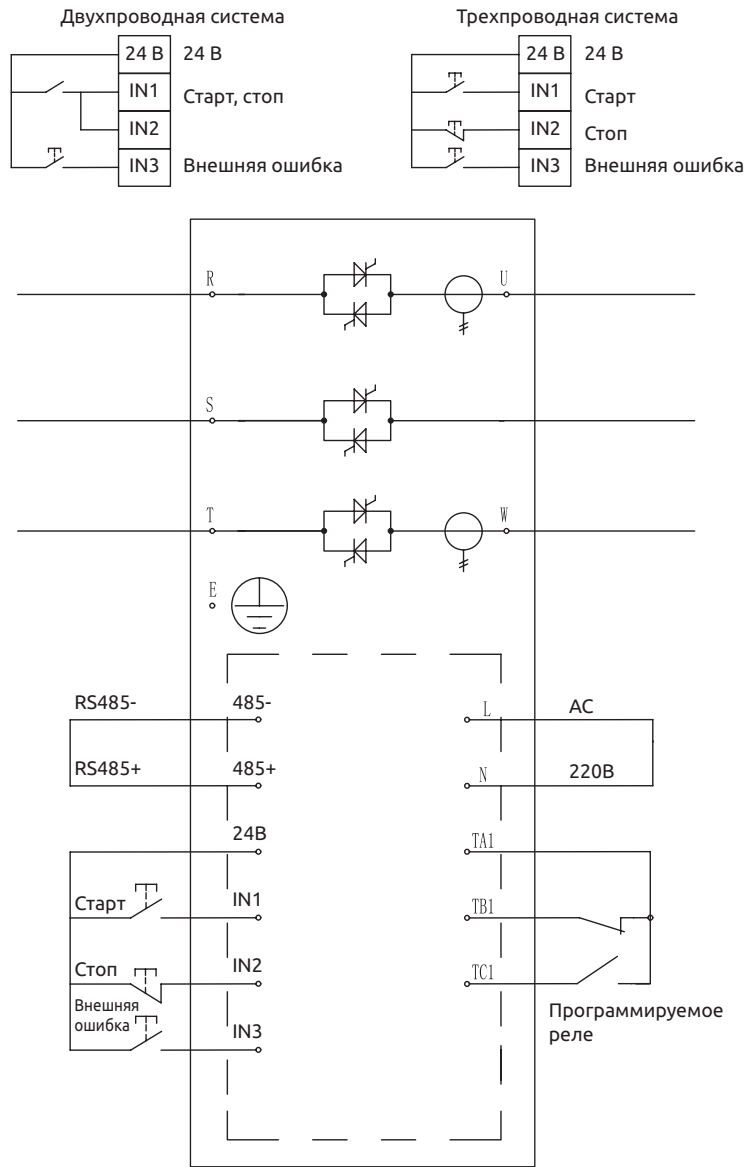 Двухпроводная система
24 В 24 В
IN1 Старт, стоп
IN2
IN3 Внешняя ошибка
Трехпроводная система
24 В 24 В
IN1 Старт
IN2 Стоп
IN3 Внешняя ошибка
R U
S
T W
E
RS485- 485-
RS485+ 485+
24В
Старт IN1
Стоп IN2
Внешняя
ошибка IN3
L AC
N 220В
TA1
TB1
TC1
Программируемое
реле